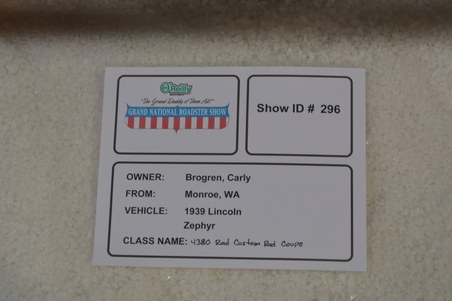 O'Reilly
"The Grand Daddy of Them All!"
GRAND NATIONAL ROADSTER SHOW
Show ID # 296
OWNER: Brogren, Carly
FROM: Monroe, WA
VEHICLE: 1939 Lincoln
Zephyr
CLASS NAME: 4380 Rad Custom Rod Coupe